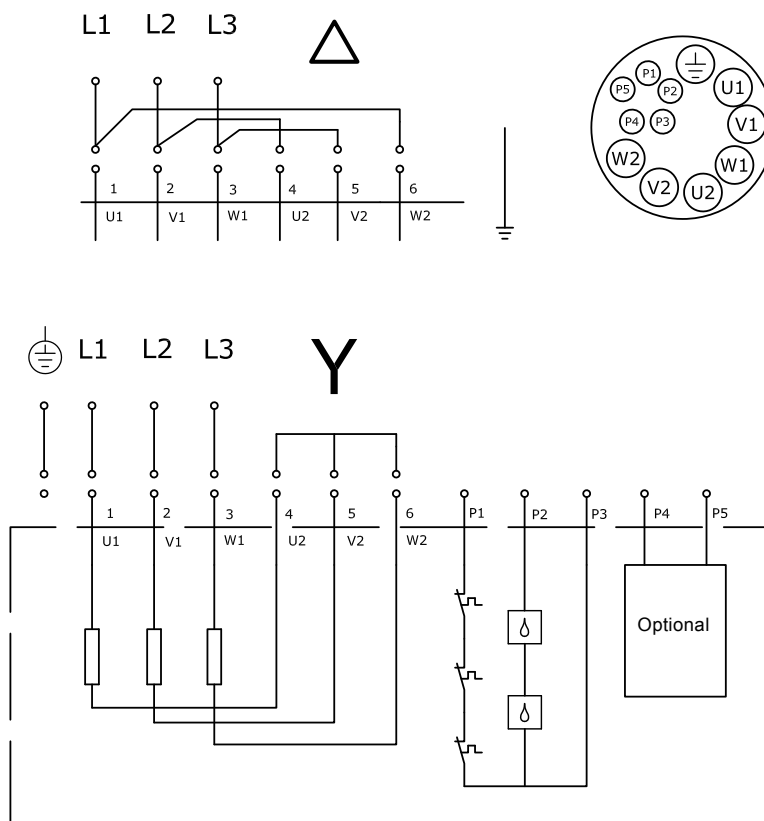 L1 L2 L3
P1 U1
P5 P2
P4 P3 V1
W2 W1
V2 U2
1 2 3 4 5 6
U1 V1 W1 U2 V2 W2
L1 L2 L3 Y
1 2 3 4 5 6 P1 P2 P3 P4 P5
U1 V1 W1 U2 V2 W2
Optional